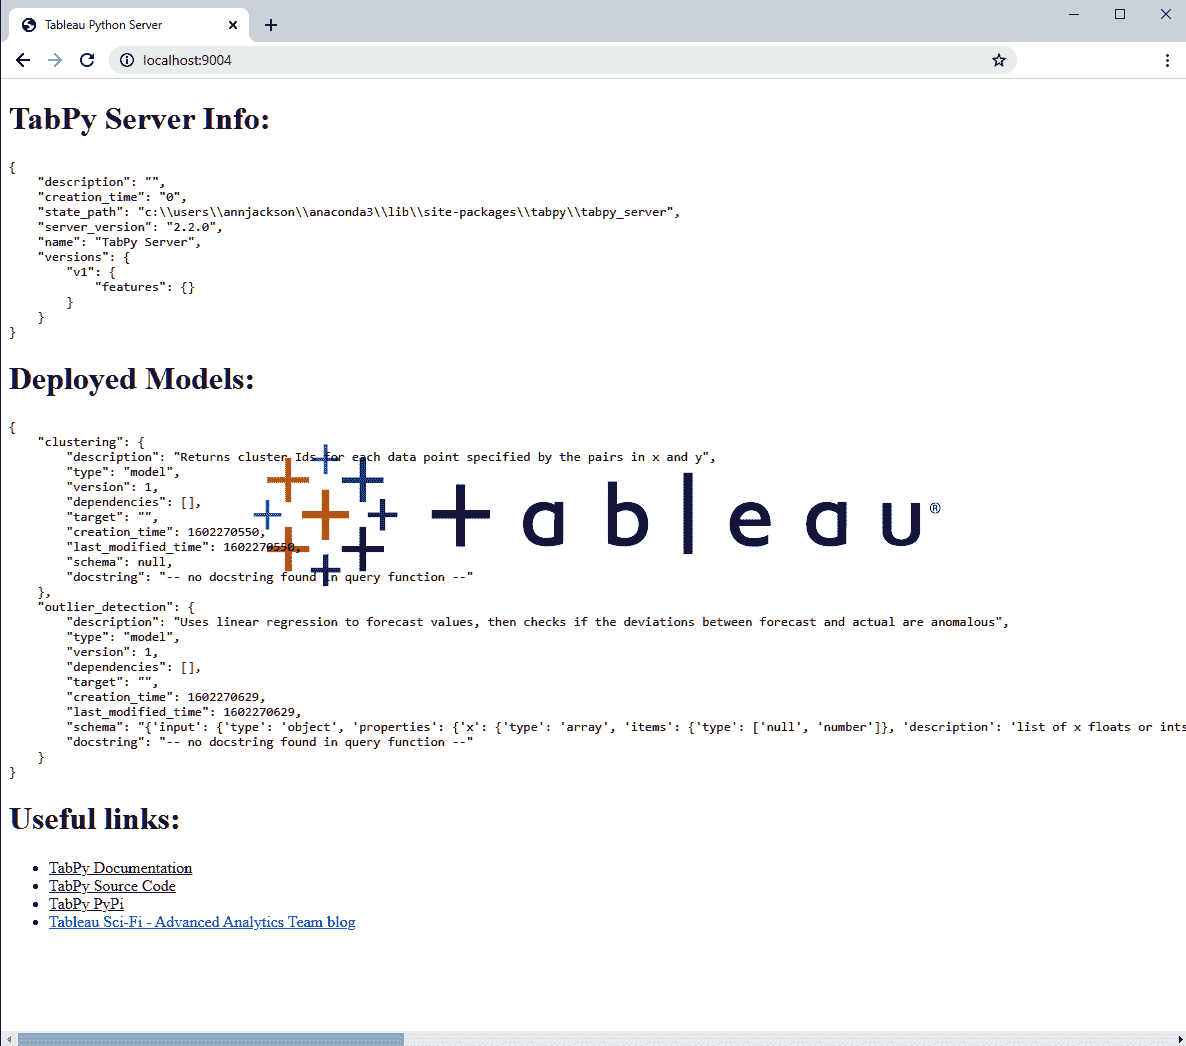 Tableau Python Server
localhost:9004
TabPy Server Info:
{
    "description": "",
    "creation_time": "0",
    "state_path": "c:\\users\\annjackson\\anaconda3\\lib\\site-packages\\tabpy\\tabpy_server",
    "server_version": "2.2.0",
    "name": "TabPy Server",
    "versions": {
        "v1": {
            "features": {}
        }
    }
}
Deployed Models:
{
    "clustering": {
        "description": "Returns cluster Ids for each data point specified by the pairs in x and y",
        "type": "model",
        "version": 1,
        "dependencies": [],
        "target": "",
        "creation_time": 1602270550,
        "last_modified_time": 1602270550,
        "schema": null,
        "docstring": "-- no docstring found in query function --"
    },
    "outlier_detection": {
        "description": "Uses linear regression to forecast values, then checks if the deviations between forecast and actual are anomalous",
        "type": "model",
        "version": 1,
        "dependencies": [],
        "target": "",
        "creation_time": 1602270629,
        "last_modified_time": 1602270629,
        "schema": "{'input': {'type': 'object', 'properties': {'x': {'type': 'array', 'items': {'type': ['null', 'number']}, 'description': 'list of x floats or ints
        "docstring": "-- no docstring found in query function --"
    }
}
tableau®
Useful links:
• TabPy Documentation
• TabPy Source Code
• TabPy PyPi
• Tableau Sci-Fi - Advanced Analytics Team blog